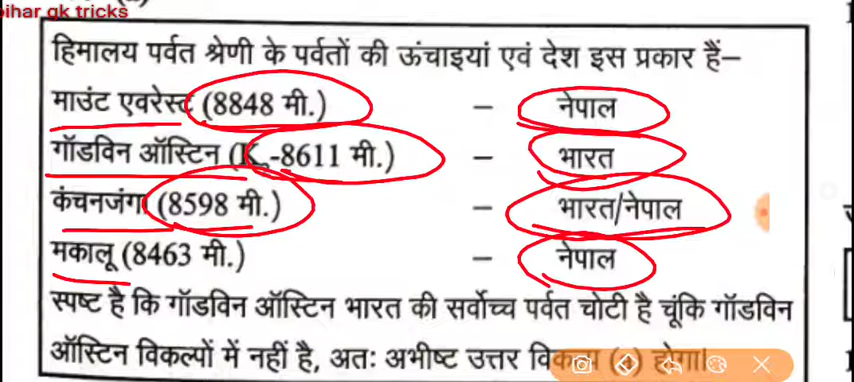 bihar gk tricks
हिमालय पर्वत श्रेणी के पर्वतों की ऊंचाइयां एवं देश इस प्रकार हैं–
माउंट एवरेस्ट (8848 मी.) – नेपाल
गॉडविन ऑस्टिन (K₂-8611 मी.) – भारत
कंचनजंगा (8598 मी.) – भारत/नेपाल
मकालू (8463 मी.) – नेपाल
स्पष्ट है कि गॉडविन ऑस्टिन भारत की सर्वोच्च पर्वत चोटी है चूंकि गॉडविन
ऑस्टिन विकल्पों में नहीं है, अतः अभीष्ट उत्तर होगा।